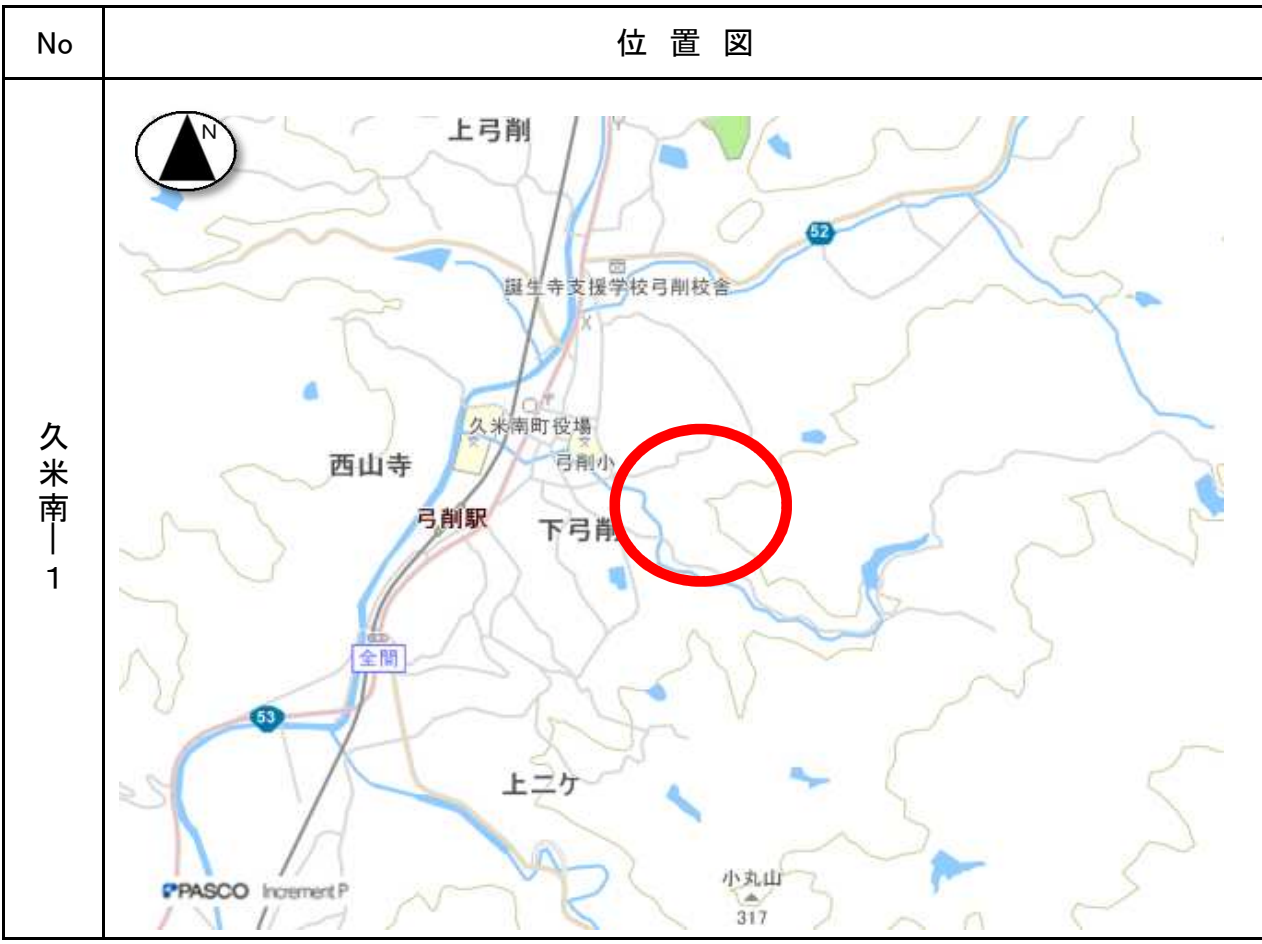 No
位 置 図
久米南―1
N
上弓削
52
誕生寺支援学校弓削校舎
久米南町役場
弓削小
西山寺
弓削駅
下弓削
全間
53
上二ケ
小丸山
317
PASCO Increment P